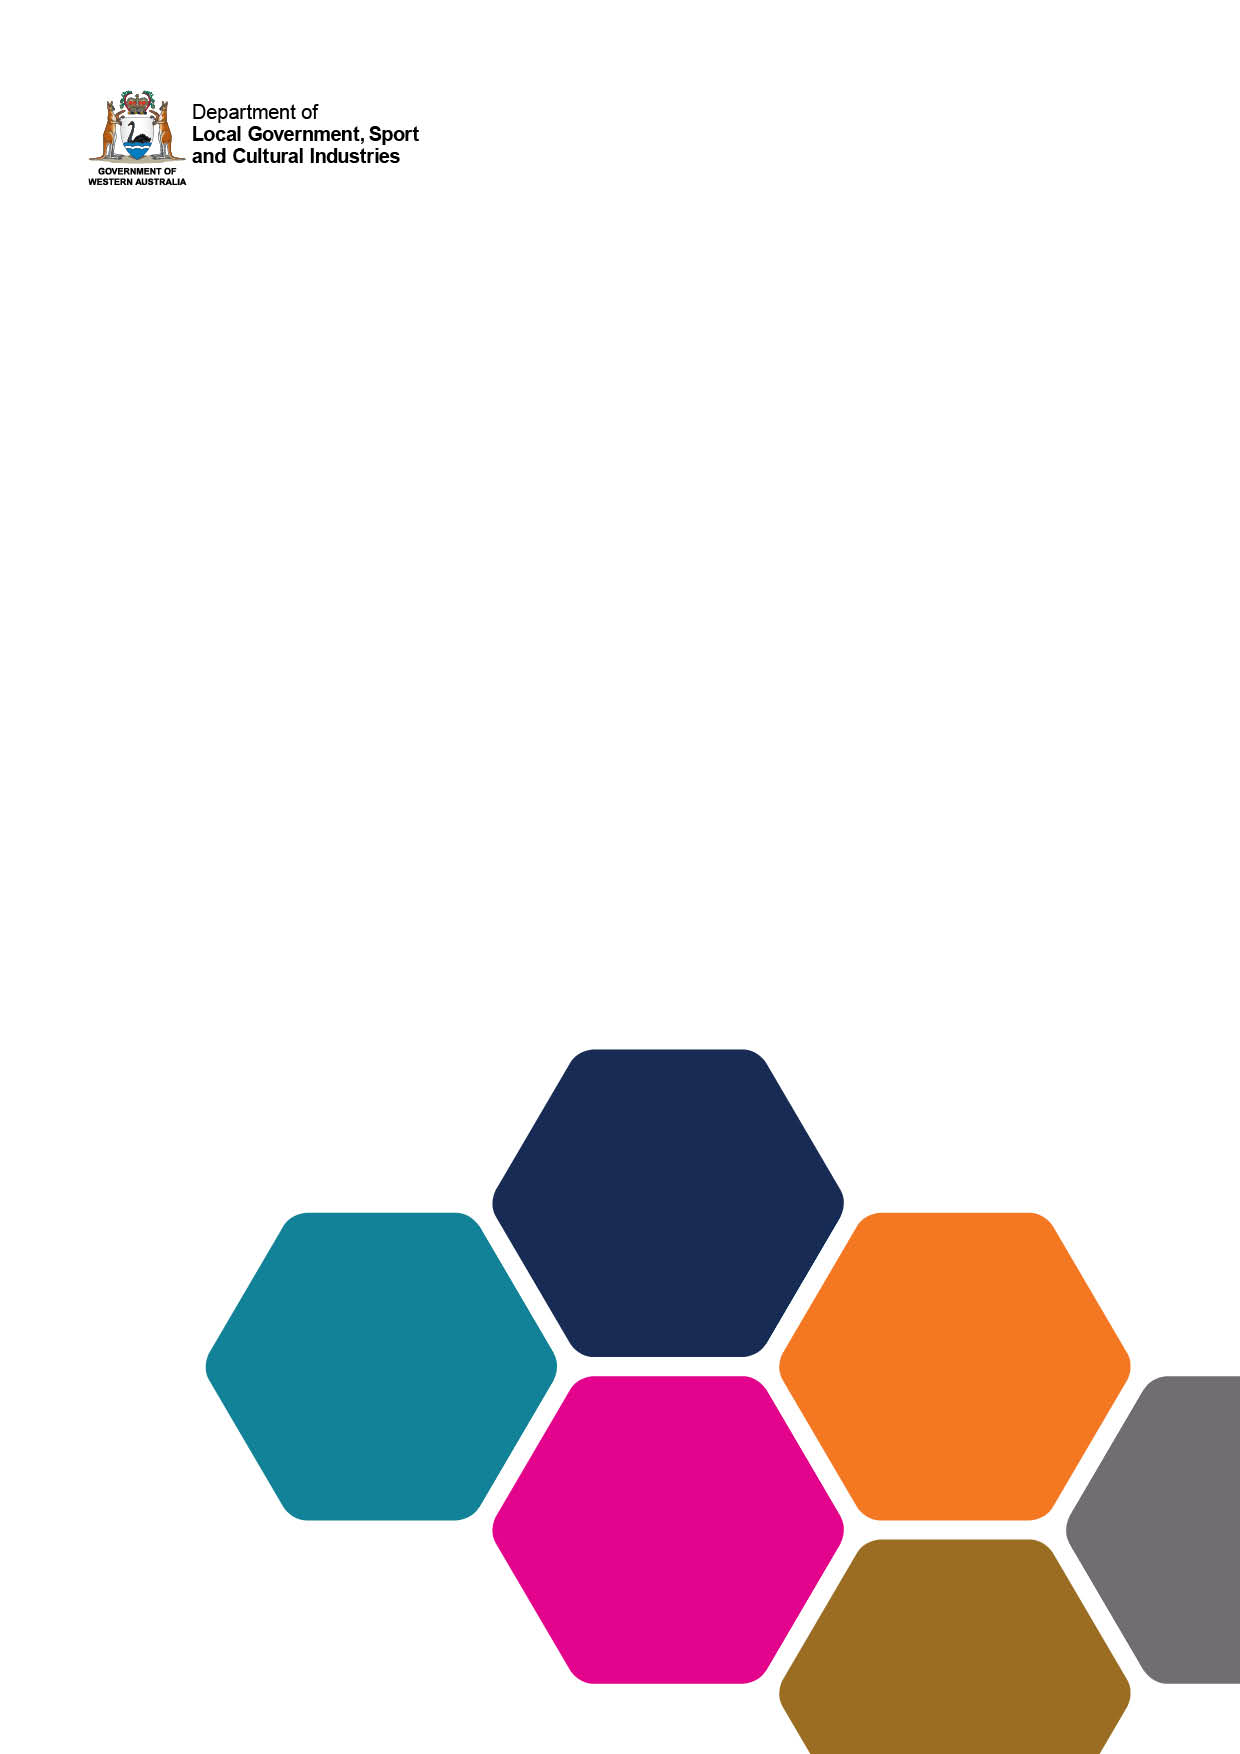 Department of
Local Government, Sport
and Cultural Industries
GOVERNMENT OF
WESTERN AUSTRALIA